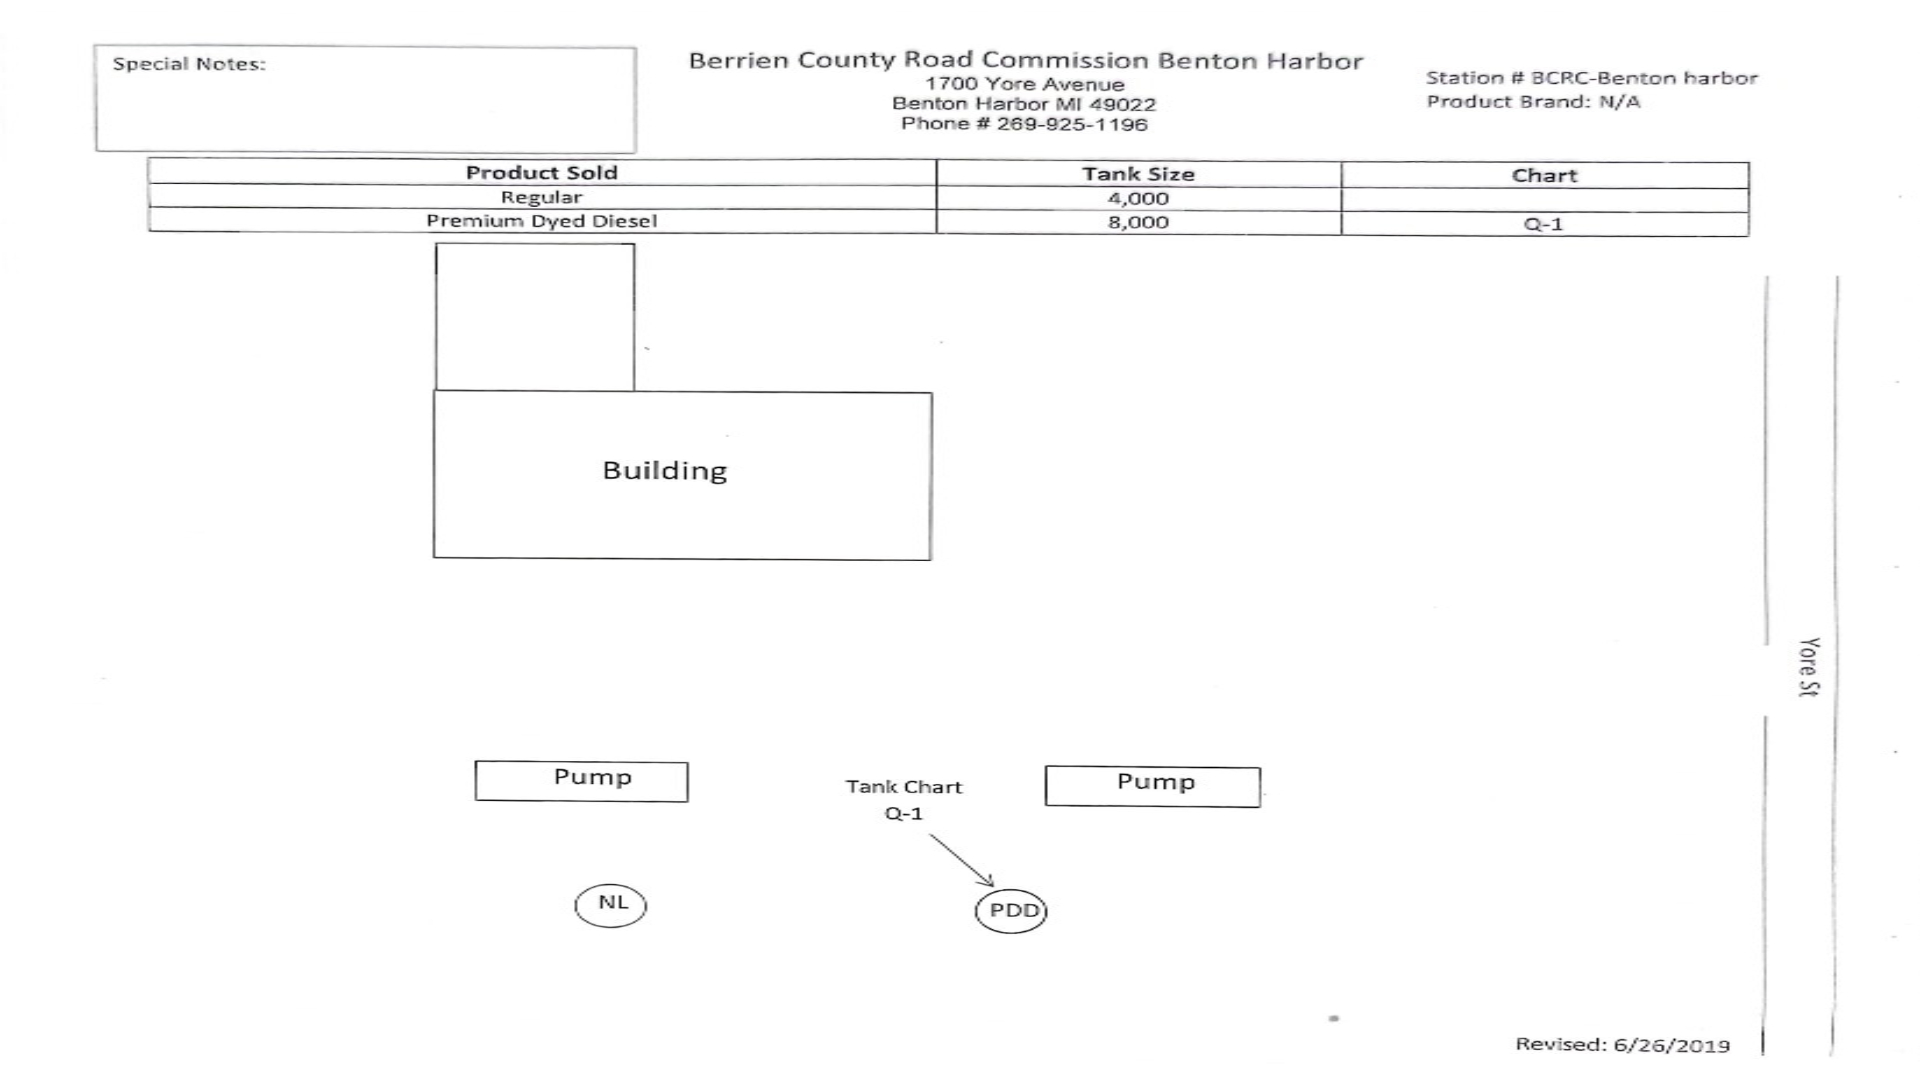 Special Notes:
Berrien County Road Commission Benton Harbor
1700 Yore Avenue
Benton Harbor MI 49022
Phone # 269-925-1196
Station # BCRC-Benton harbor
Product Brand: N/A
Product Sold Tank Size Chart
Regular 4,000
Premium Dyed Diesel 8,000 Q-1
Building
Yore St
Pump
Tank Chart
Q-1
Pump
NL
PDD
Revised: 6/26/2019